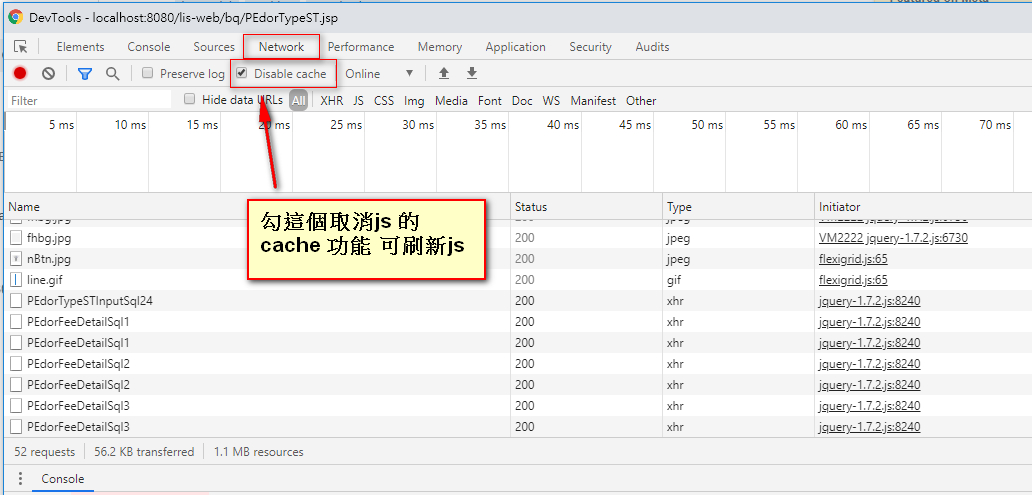 DevTools - localhost:8080/lis-web/bq/PEdorTypeST.jsp
Elements Console Sources Network Performance Memory Application Security Audits
Preserve log Disable cache Online
Filter Hide data URLs All XHR JS CSS Img Media Font Doc WS Manifest Other
5 ms 10 ms 15 ms 20 ms 25 ms 30 ms 35 ms 40 ms 45 ms 50 ms 55 ms 60 ms 65 ms 70 ms
勾這個取消js 的
cache 功能 可刷新js
Name Status Type Initiator
200 jpeg VM2222 jquery-1.7.2.js:6730
fhbg.jpg 200 jpeg VM2222 jquery-1.7.2.js:6730
nBtn.jpg 200 jpeg flexigrid.js:65
line.gif 200 gif flexigrid.js:65
PEdorTypeSTInputSql24 200 xhr jquery-1.7.2.js:8240
PEdorFeeDetailSql1 200 xhr jquery-1.7.2.js:8240
PEdorFeeDetailSql1 200 xhr jquery-1.7.2.js:8240
PEdorFeeDetailSql2 200 xhr jquery-1.7.2.js:8240
PEdorFeeDetailSql2 200 xhr jquery-1.7.2.js:8240
PEdorFeeDetailSql3 200 xhr jquery-1.7.2.js:8240
PEdorFeeDetailSql3 200 xhr jquery-1.7.2.js:8240
52 requests 56.2 KB transferred 1.1 MB resources
Console